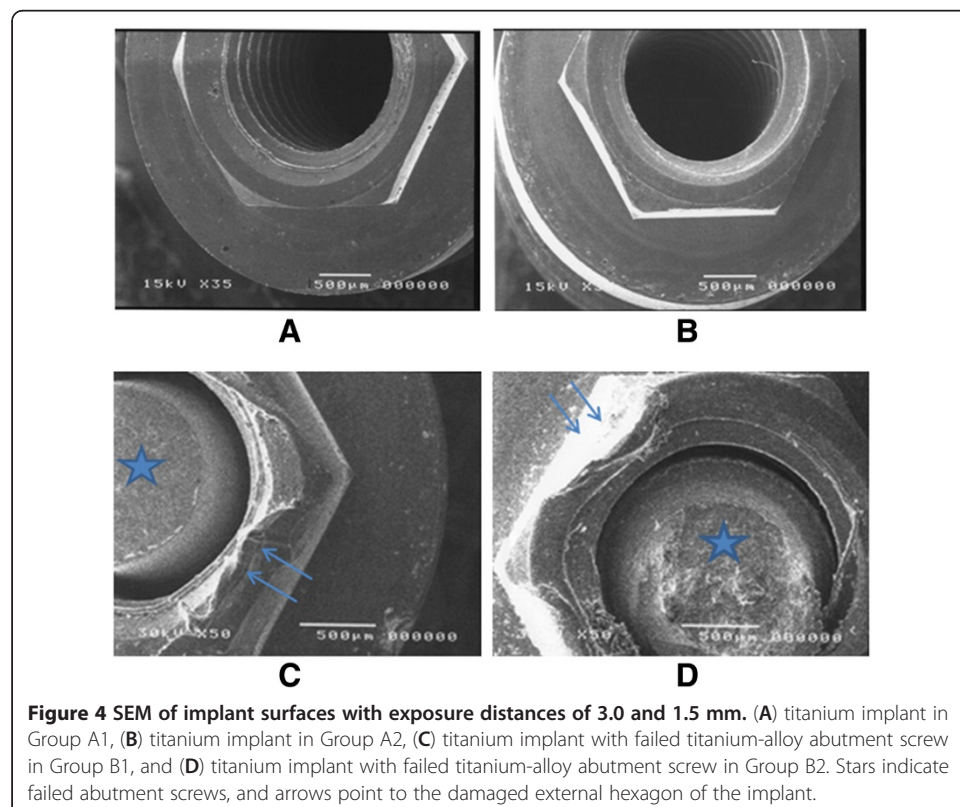 15kV X35 500μm 000000
15kV X3 500μm 000000
A
B
30kV X50 500μm 000000
X50 500μm 000000
C
D
Figure 4 SEM of implant surfaces with exposure distances of 3.0 and 1.5 mm. (A) titanium implant in
Group A1, (B) titanium implant in Group A2, (C) titanium implant with failed titanium-alloy abutment screw
in Group B1, and (D) titanium implant with failed titanium-alloy abutment screw in Group B2. Stars indicate
failed abutment screws, and arrows point to the damaged external hexagon of the implant.